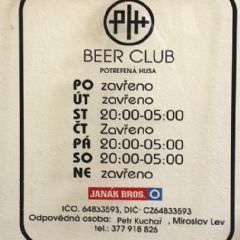 PH+
BEER CLUB
POTREFENÁ HUSA
PO zavřeno
ÚT zavřeno
ST 20:00-05:00
ČT Zavřeno
PÁ 20:00-05:00
SO 20:00-05:00
NE zavřeno
JANÁK BROS.
IČO. 64833593, DIČ: CZ64833593
Odpovědná osoba: Petr Kuchař, Miroslav Lev
tel.: 377 918 826